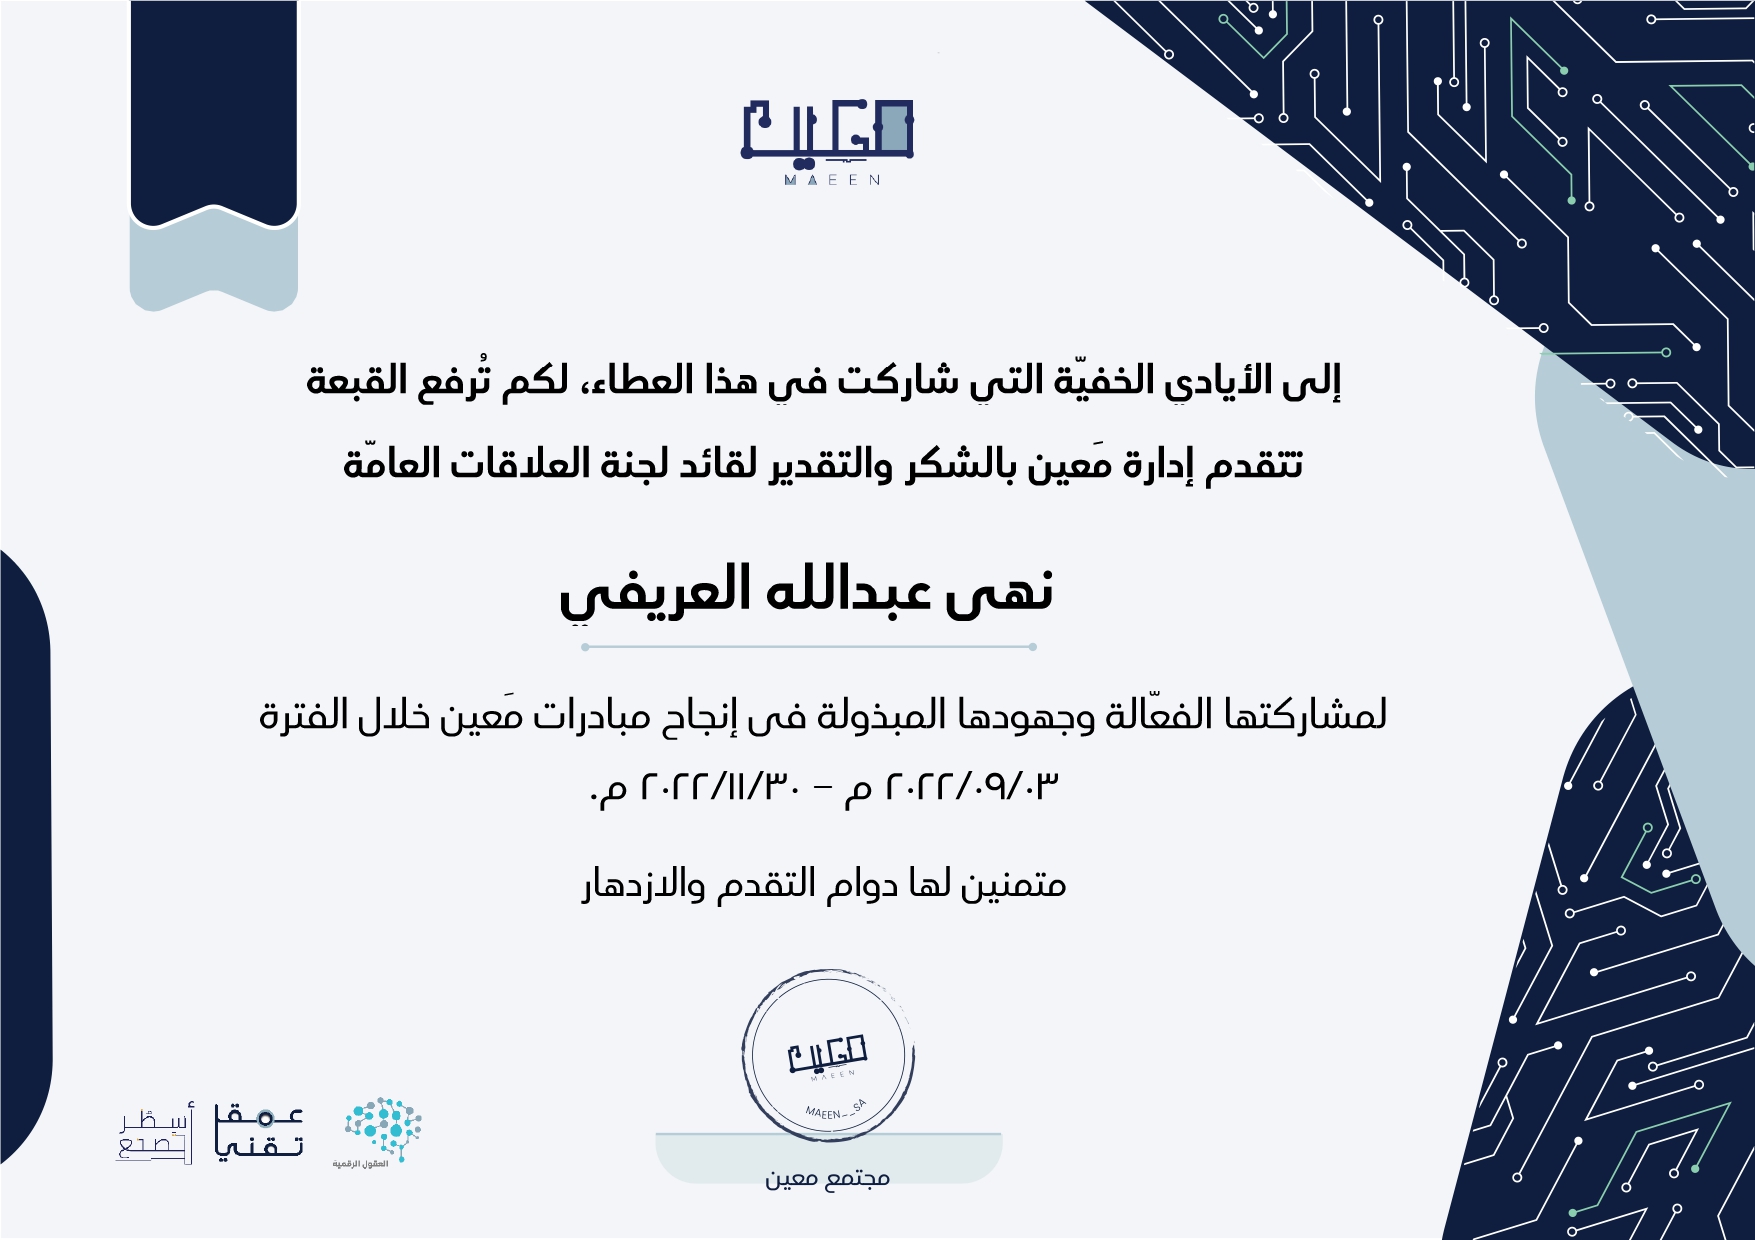 معين
MAEEN
إلى الأيادي الخفيّة التي شاركت في هذا العطاء، لكم تُرفع القبعة
تتقدم إدارة مَعين بالشكر والتقدير لقائد لجنة العلاقات العامّة
نهى عبدالله العريفي
لمشاركتها الفعّالة وجهودها المبذولة فى إنجاح مبادرات مَعين خلال الفترة
٢٠٢٢/٠٩/٠٣ م – ٢٠٢٢/١١/٣٠ م.
متمنين لها دوام التقدم والازدهار
معين
MAEEN
MAEEN__SA
مجتمع معين
العقول الرقمية
عمقا
تقني
أسطر
تصنع